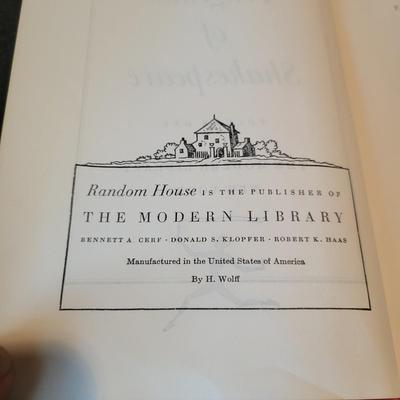 Random House IS THE PUBLISHER OF
THE MODERN LIBRARY
BENNETT A. CERF · DONALD S. KLOPFER · ROBERT K. HAAS
Manufactured in the United States of America
By H. Wolff